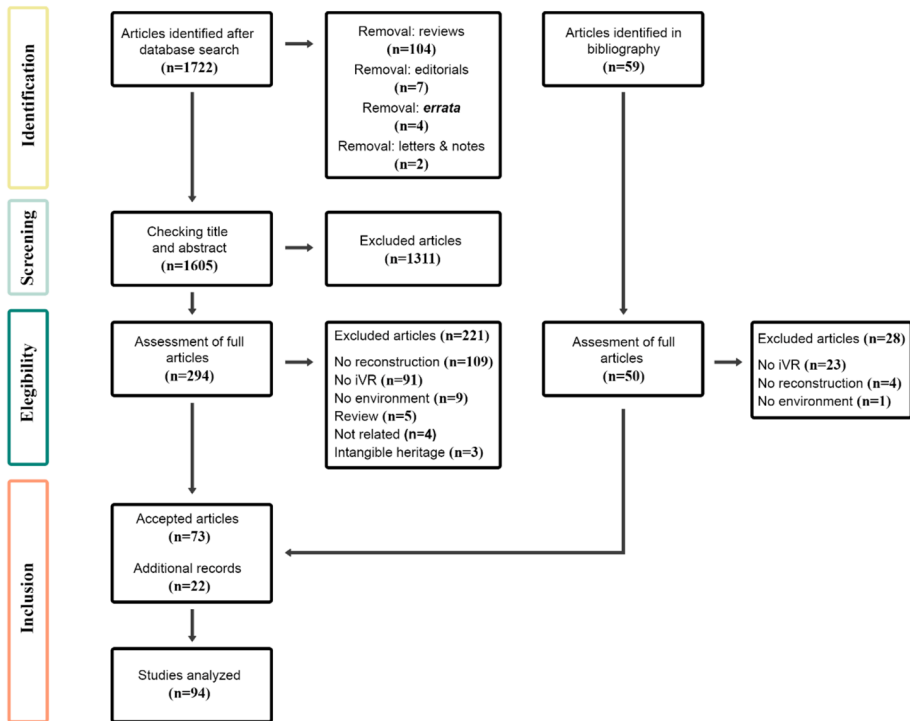 Identification
Articles identified after
database search
(n=1722)
Removal: reviews
(n=104)
Removal: editorials
(n=7)
Removal: errata
(n=4)
Removal: letters & notes
(n=2)
Articles identified in
bibliography
(n=59)
Screening
Checking title
and abstract
(n=1605)
Excluded articles
(n=1311)
Elegibility
Assessment of full
articles
(n=294)
Excluded articles (n=221)
No reconstruction (n=109)
No iVR (n=91)
No environment (n=9)
Review (n=5)
Not related (n=4)
Intangible heritage (n=3)
Assesment of full
articles
(n=50)
Excluded articles (n=28)
No iVR (n=23)
No reconstruction (n=4)
No environment (n=1)
Inclusion
Accepted articles
(n=73)
Additional records
(n=22)
Studies analyzed
(n=94)